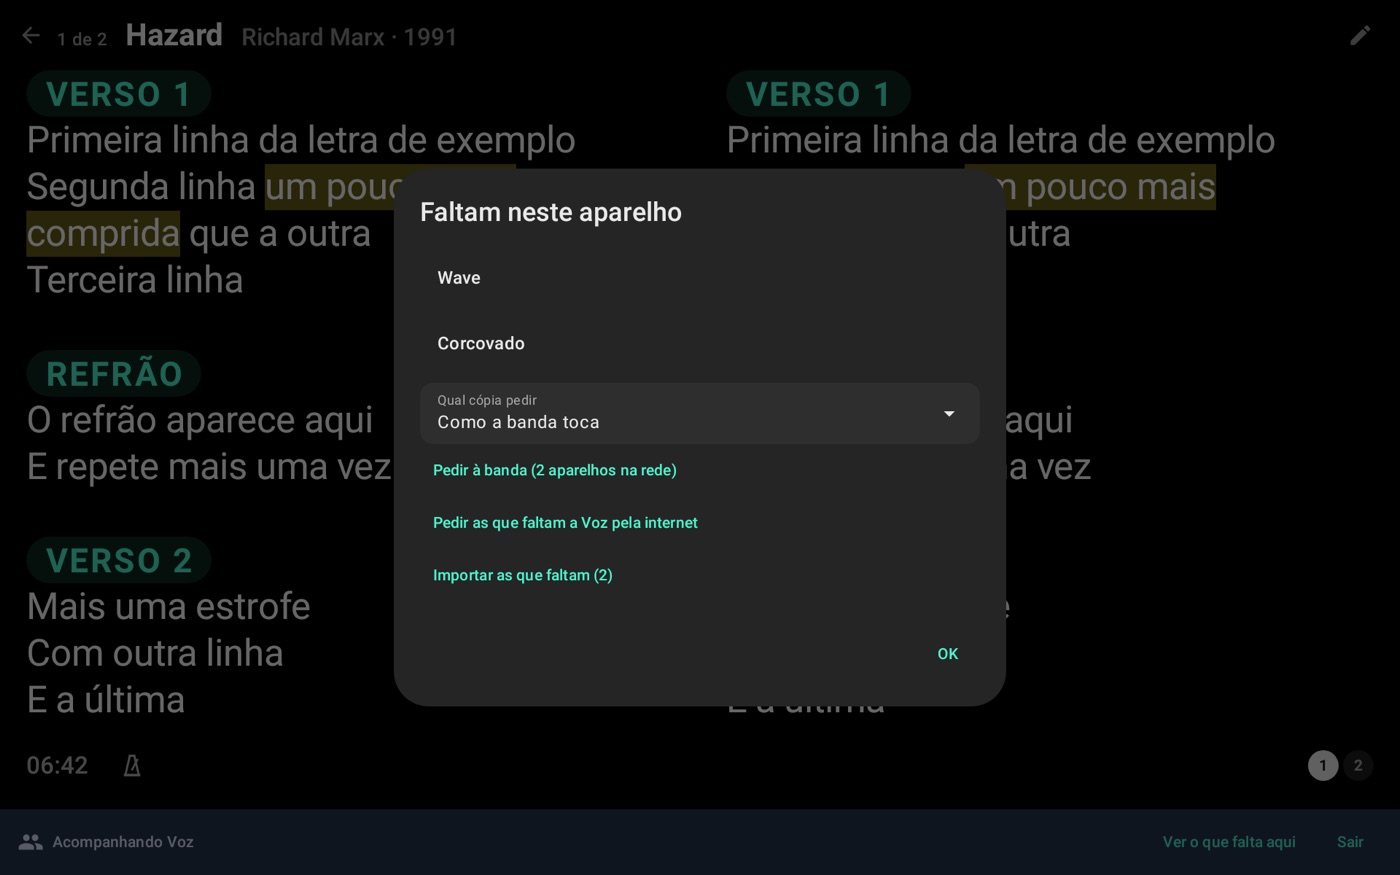 1 de 2 Hazard Richard Marx · 1991
VERSO 1
Primeira linha da letra de exemplo
Segunda linha um pouc
comprida que a outra
Terceira linha
REFRÃO
O refrão aparece aqui
E repete mais uma vez
VERSO 2
Mais uma estrofe
Com outra linha
E a última
VERSO 1
Primeira linha da letra de exemplo
pouco mais
utra
aqui
vez
E a última
Faltam neste aparelho
Wave
Corcovado
Qual cópia pedir
Como a banda toca
Pedir à banda (2 aparelhos na rede)
Pedir as que faltam a Voz pela internet
Importar as que faltam (2)
OK
06:42
1 2
Acompanhando Voz
Ver o que falta aqui
Sair